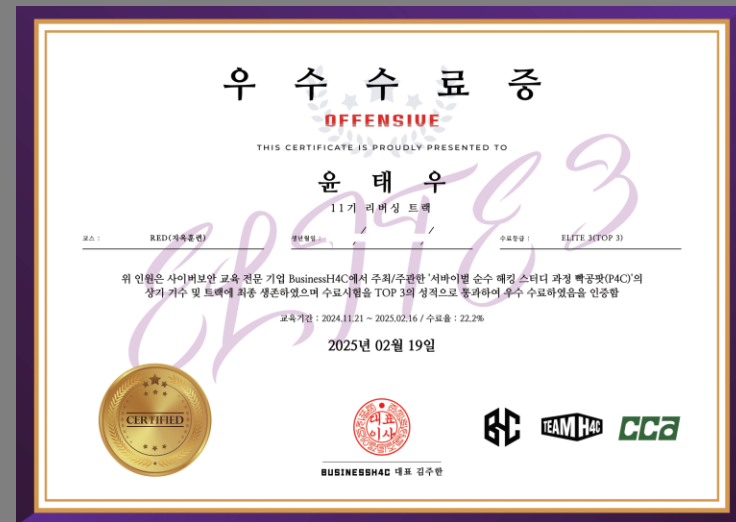 우 수 수 료 증
OFFENSIVE
THIS CERTIFICATE IS PROUDLY PRESENTED TO
ELITE 3
윤 태 우
11기 리버싱 트랙
코스 : RED(지옥훈련) 생년월일 : / / 수료등급 : ELITE 3(TOP 3)
위 인원은 사이버보안 교육 전문 기업 BusinessH4C에서 주최/주관한 '서바이벌 순수 해킹 스터디 과정 빡공팟(P4C)'의
상기 기수 및 트랙에 최종 생존하였으며 수료시험을 TOP 3의 성적으로 통과하여 우수 수료하였음을 인증함
교육기간 : 2024.11.21 ~ 2025.02.16 / 수료율 : 22.2%
2025년 02월 19일
CERTIFIED
대표
이사
BUSINESSH4C 대표 김주한
TEAM H4C
CCA